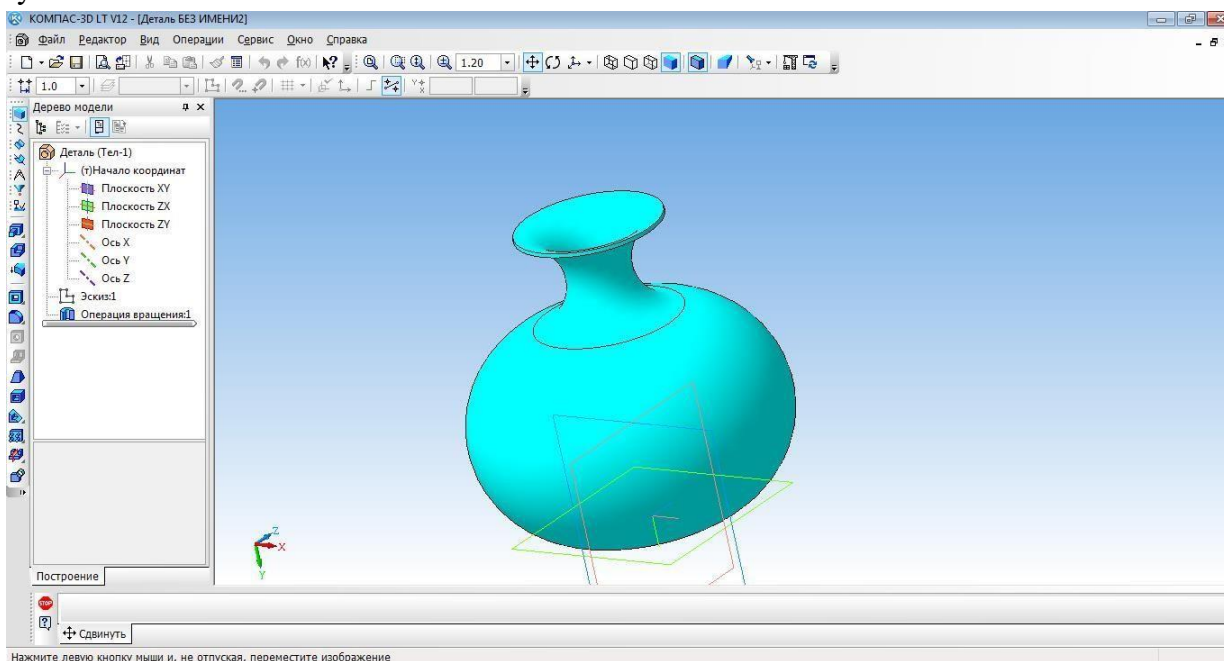 КОМПАС-3D LT V12 - [Деталь БЕЗ ИМЕНИ2]
Файл Редактор Вид Операции Сервис Окно Справка
1.20
1.0
Дерево модели
Деталь (Тел-1)
(т)Начало координат
Плоскость XY
Плоскость ZX
Плоскость ZY
Ось X
Ось Y
Ось Z
Эскиз:1
Операция вращения:1
Z
X
Y
Построение
STOP
Сдвинуть
Нажмите левую кнопку мыши и, не отпуская, переместите изображение